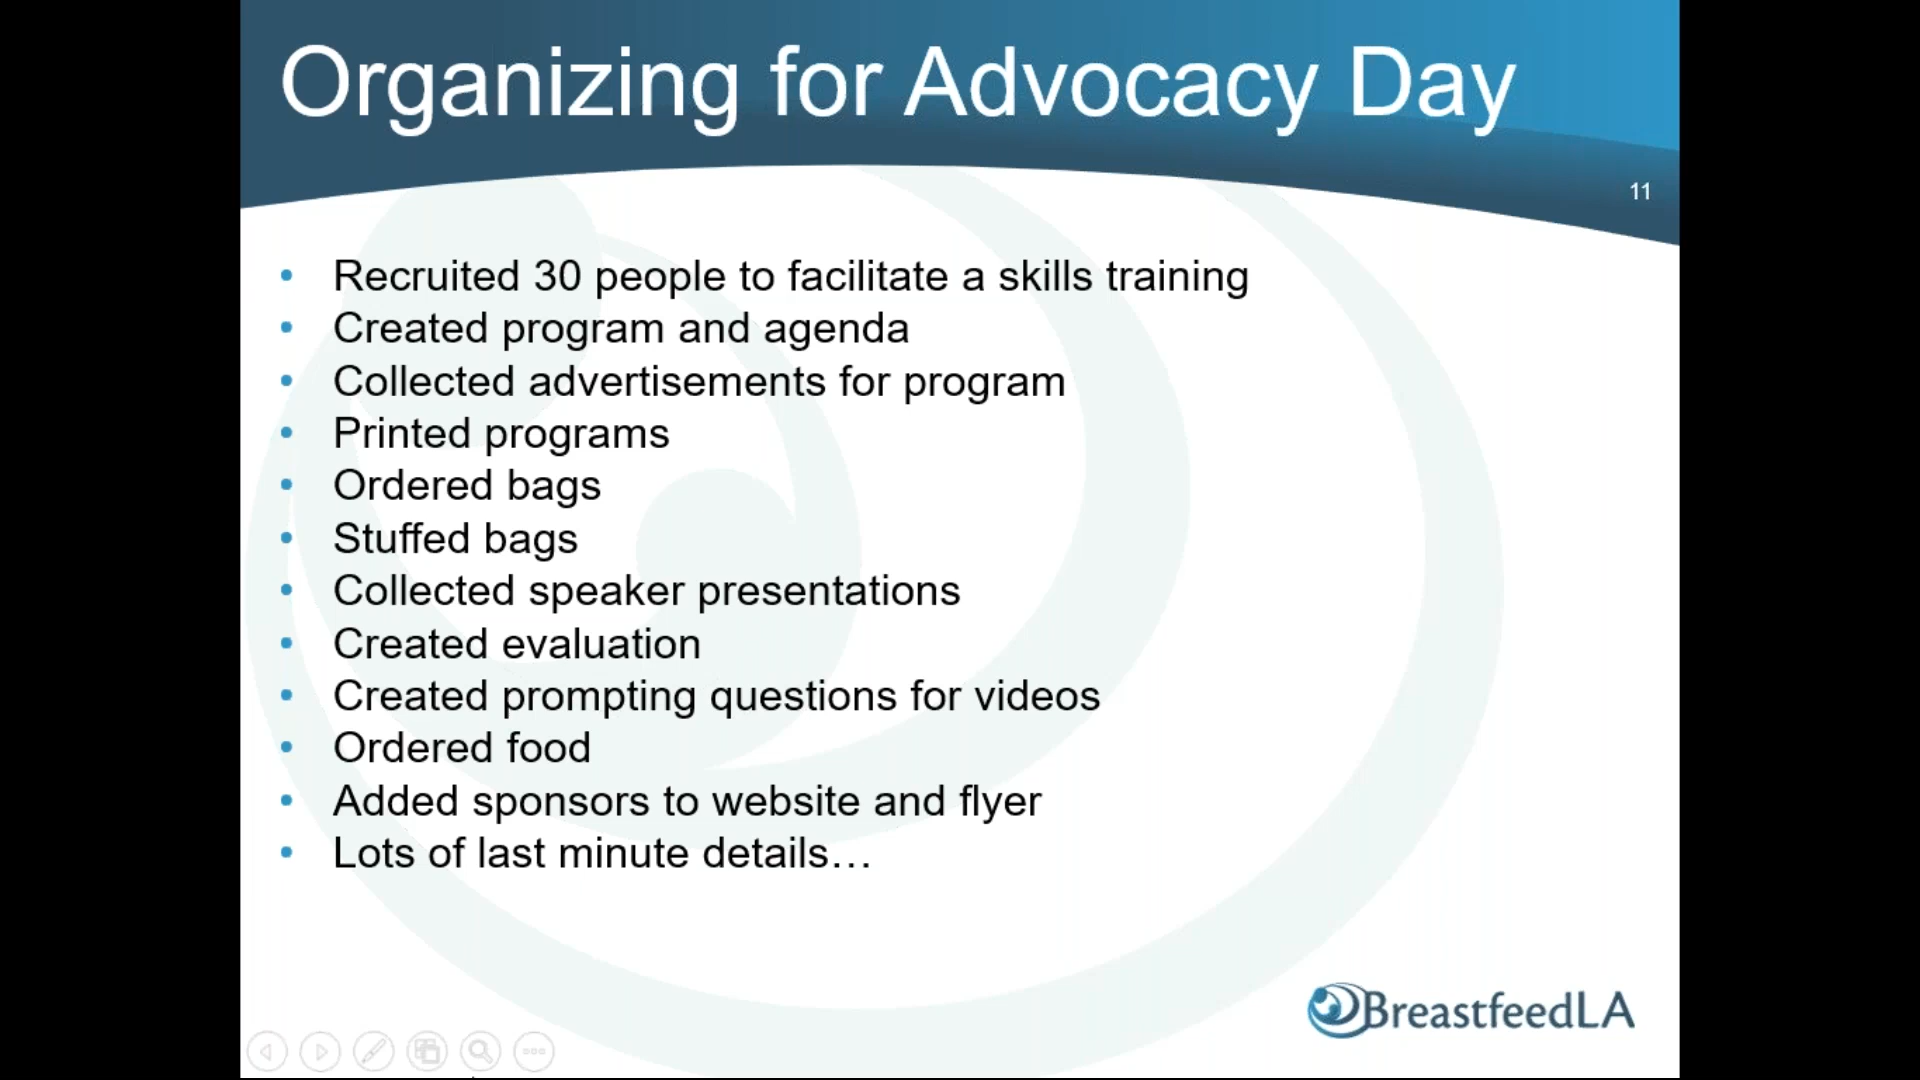 Organizing for Advocacy Day
11
• Recruited 30 people to facilitate a skills training
• Created program and agenda
• Collected advertisements for program
• Printed programs
• Ordered bags
• Stuffed bags
• Collected speaker presentations
• Created evaluation
• Created prompting questions for videos
• Ordered food
• Added sponsors to website and flyer
• Lots of last minute details…
BreastfeedLA